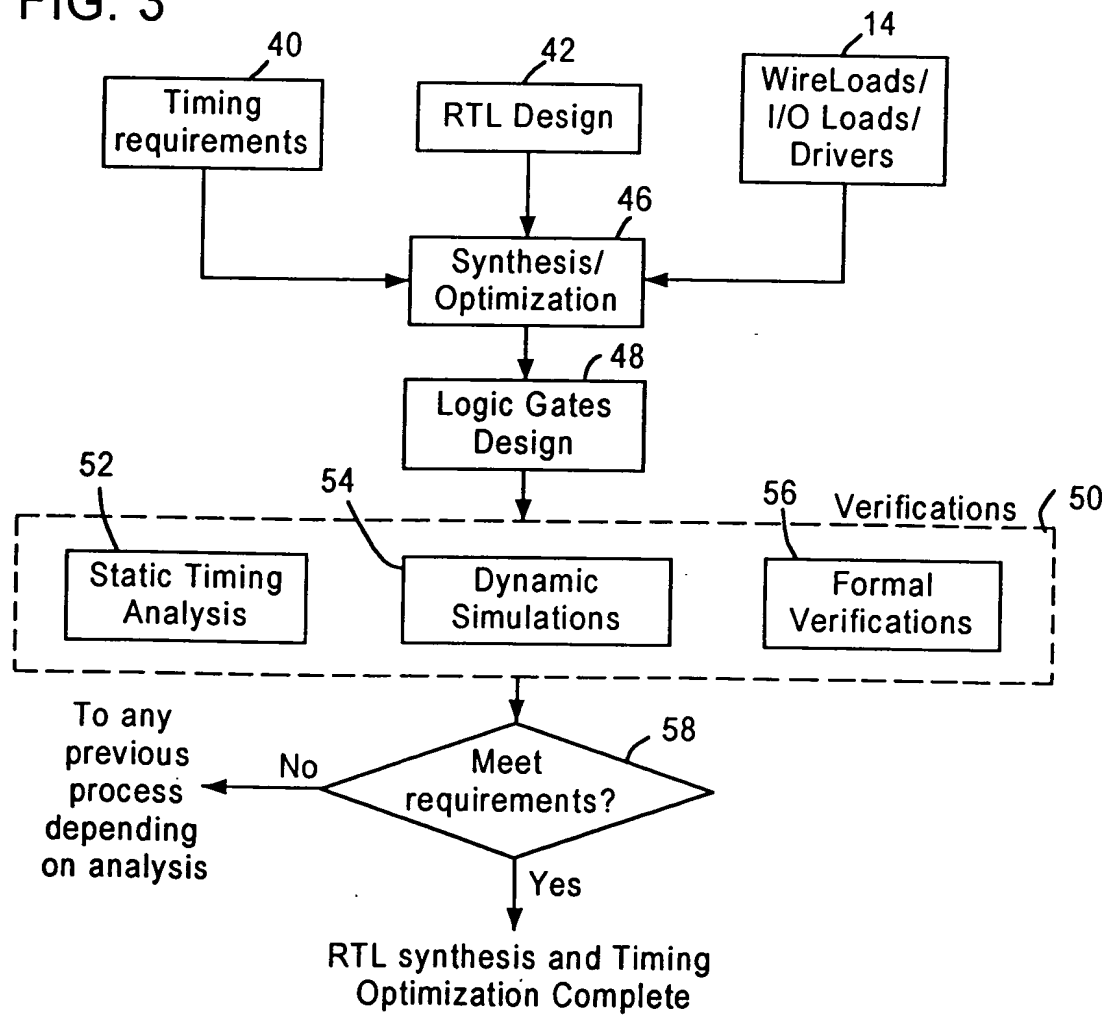 FIG. 3
40
42
14
Timing
requirements
RTL Design
WireLoads/
I/O Loads/
Drivers
46
Synthesis/
Optimization
48
Logic Gates
Design
52
54
56
Verifications
50
Static Timing
Analysis
Dynamic
Simulations
Formal
Verifications
To any
previous
process
depending
on analysis
No
58
Meet
requirements?
Yes
RTL synthesis and Timing
Optimization Complete